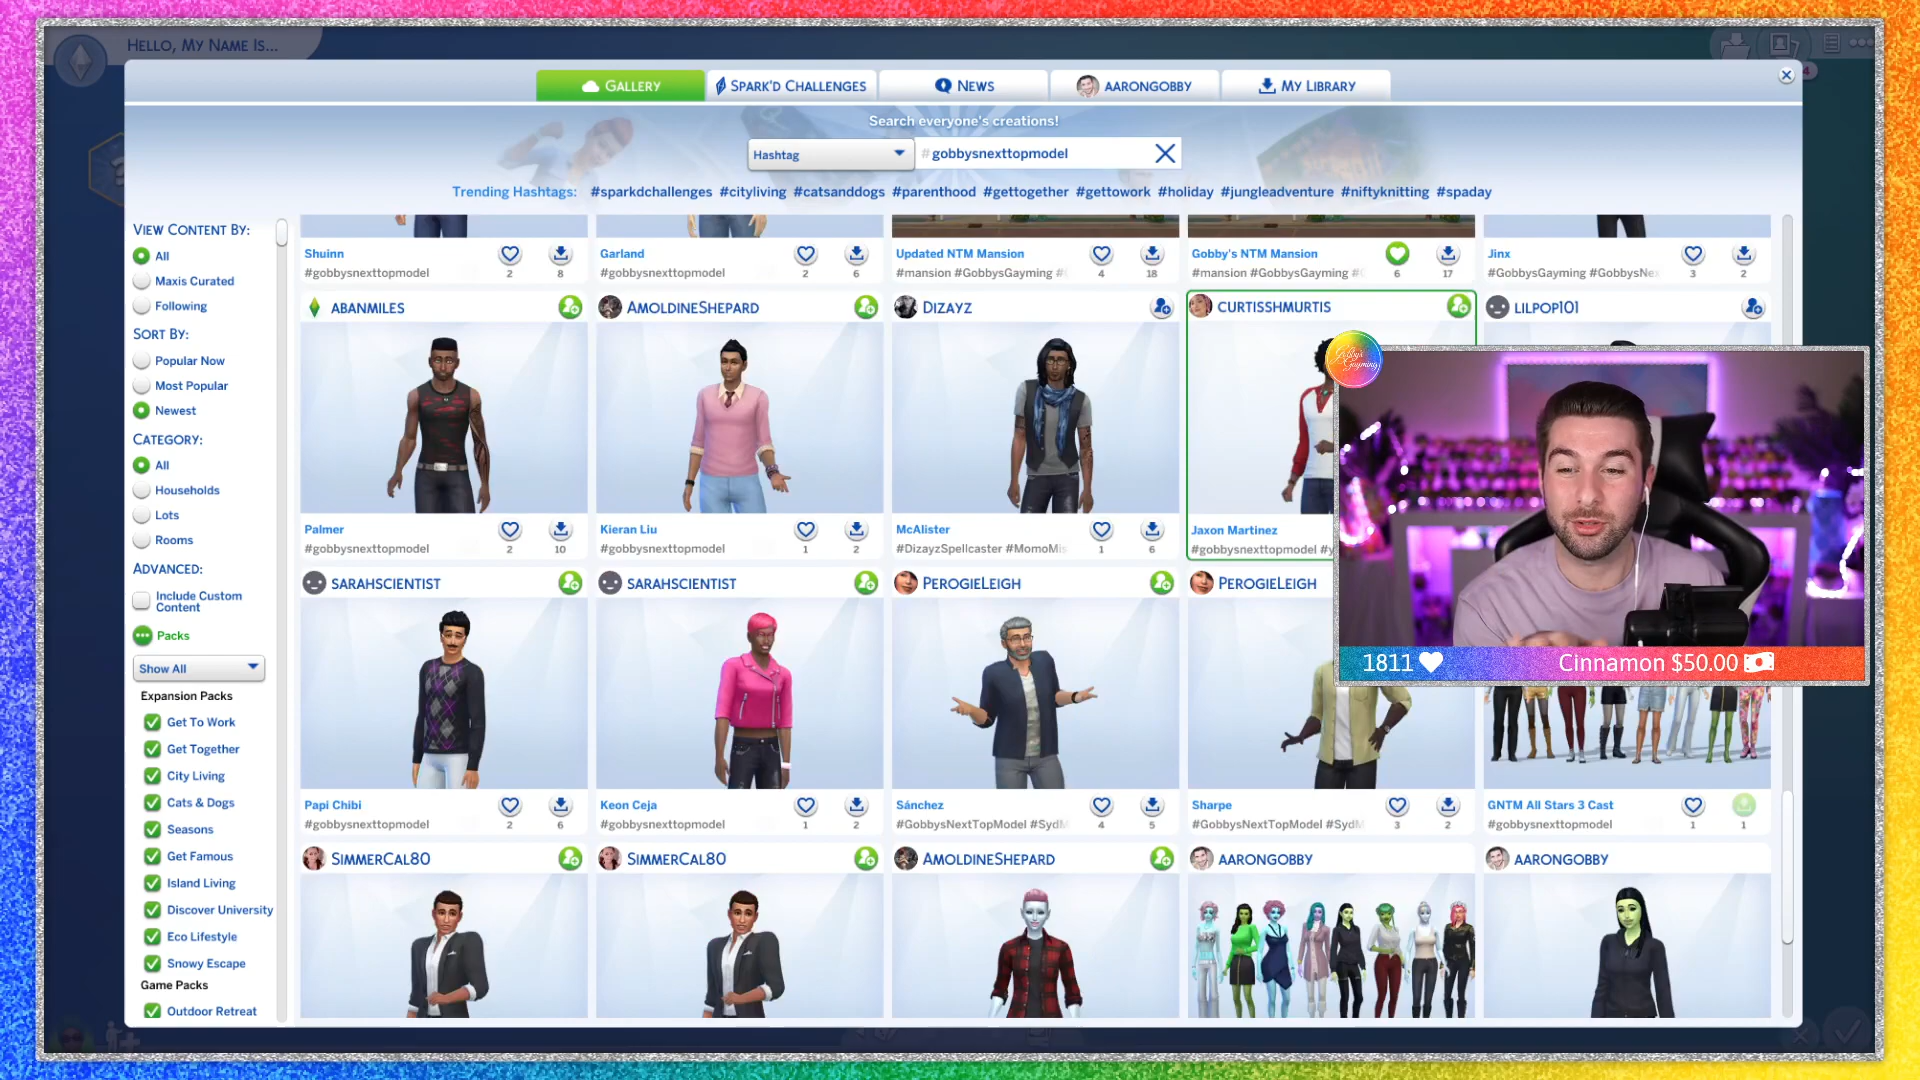 HELLO, MY NAME IS...
GALLERY
SPARK'D CHALLENGES
NEWS
AARONGOBBY
MY LIBRARY
Search everyone's creations!
Hashtag
# gobbysnexttopmodel
Trending Hashtags: #sparkdchallenges #cityliving #catsanddogs #parenthood #gettogether #gettowork #holiday #jungleadventure #niftyknitting #spaday
VIEW CONTENT BY:
All
Maxis Curated
Following
SORT BY:
Popular Now
Most Popular
Newest
CATEGORY:
All
Households
Lots
Rooms
ADVANCED:
Include Custom
Content
Packs
Show All
Expansion Packs
Get To Work
Get Together
City Living
Cats & Dogs
Seasons
Get Famous
Island Living
Discover University
Eco Lifestyle
Snowy Escape
Game Packs
Outdoor Retreat
Shuinn
#gobbysnexttopmodel
2 8
Garland
#gobbysnexttopmodel
2 6
Updated NTM Mansion
#mansion #GobbysGayming #
4 18
Gobby's NTM Mansion
#mansion #GobbysGayming #
6 17
Jinx
#GobbysGayming #GobbysNe
3 2
ABANMILES
Palmer
#gobbysnexttopmodel
2 10
AMOLDINESHEPARD
Kieran Liu
#gobbysnexttopmodel
1 2
DIZAYZ
McAlister
#DizayzSpellcaster #MomoMis
1 6
CURTISSHMURTIS
Jaxon Martinez
#gobbysnexttopmodel #y
LILPOP101
SARAHSCIENTIST
Papi Chibi
#gobbysnexttopmodel
2 6
SARAHSCIENTIST
Keon Ceja
#gobbysnexttopmodel
1 2
PEROGIELEIGH
Sánchez
#GobbysNextTopModel #SydM
4 5
PEROGIELEIGH
Sharpe
#GobbysNextTopModel #SydM
3 2
GNTM All Stars 3 Cast
#gobbysnexttopmodel
1 1
SIMMERCAL80
SIMMERCAL80
AMOLDINESHEPARD
AARONGOBBY
AARONGOBBY
Gobby's
Gayming
1811
Cinnamon $50.00